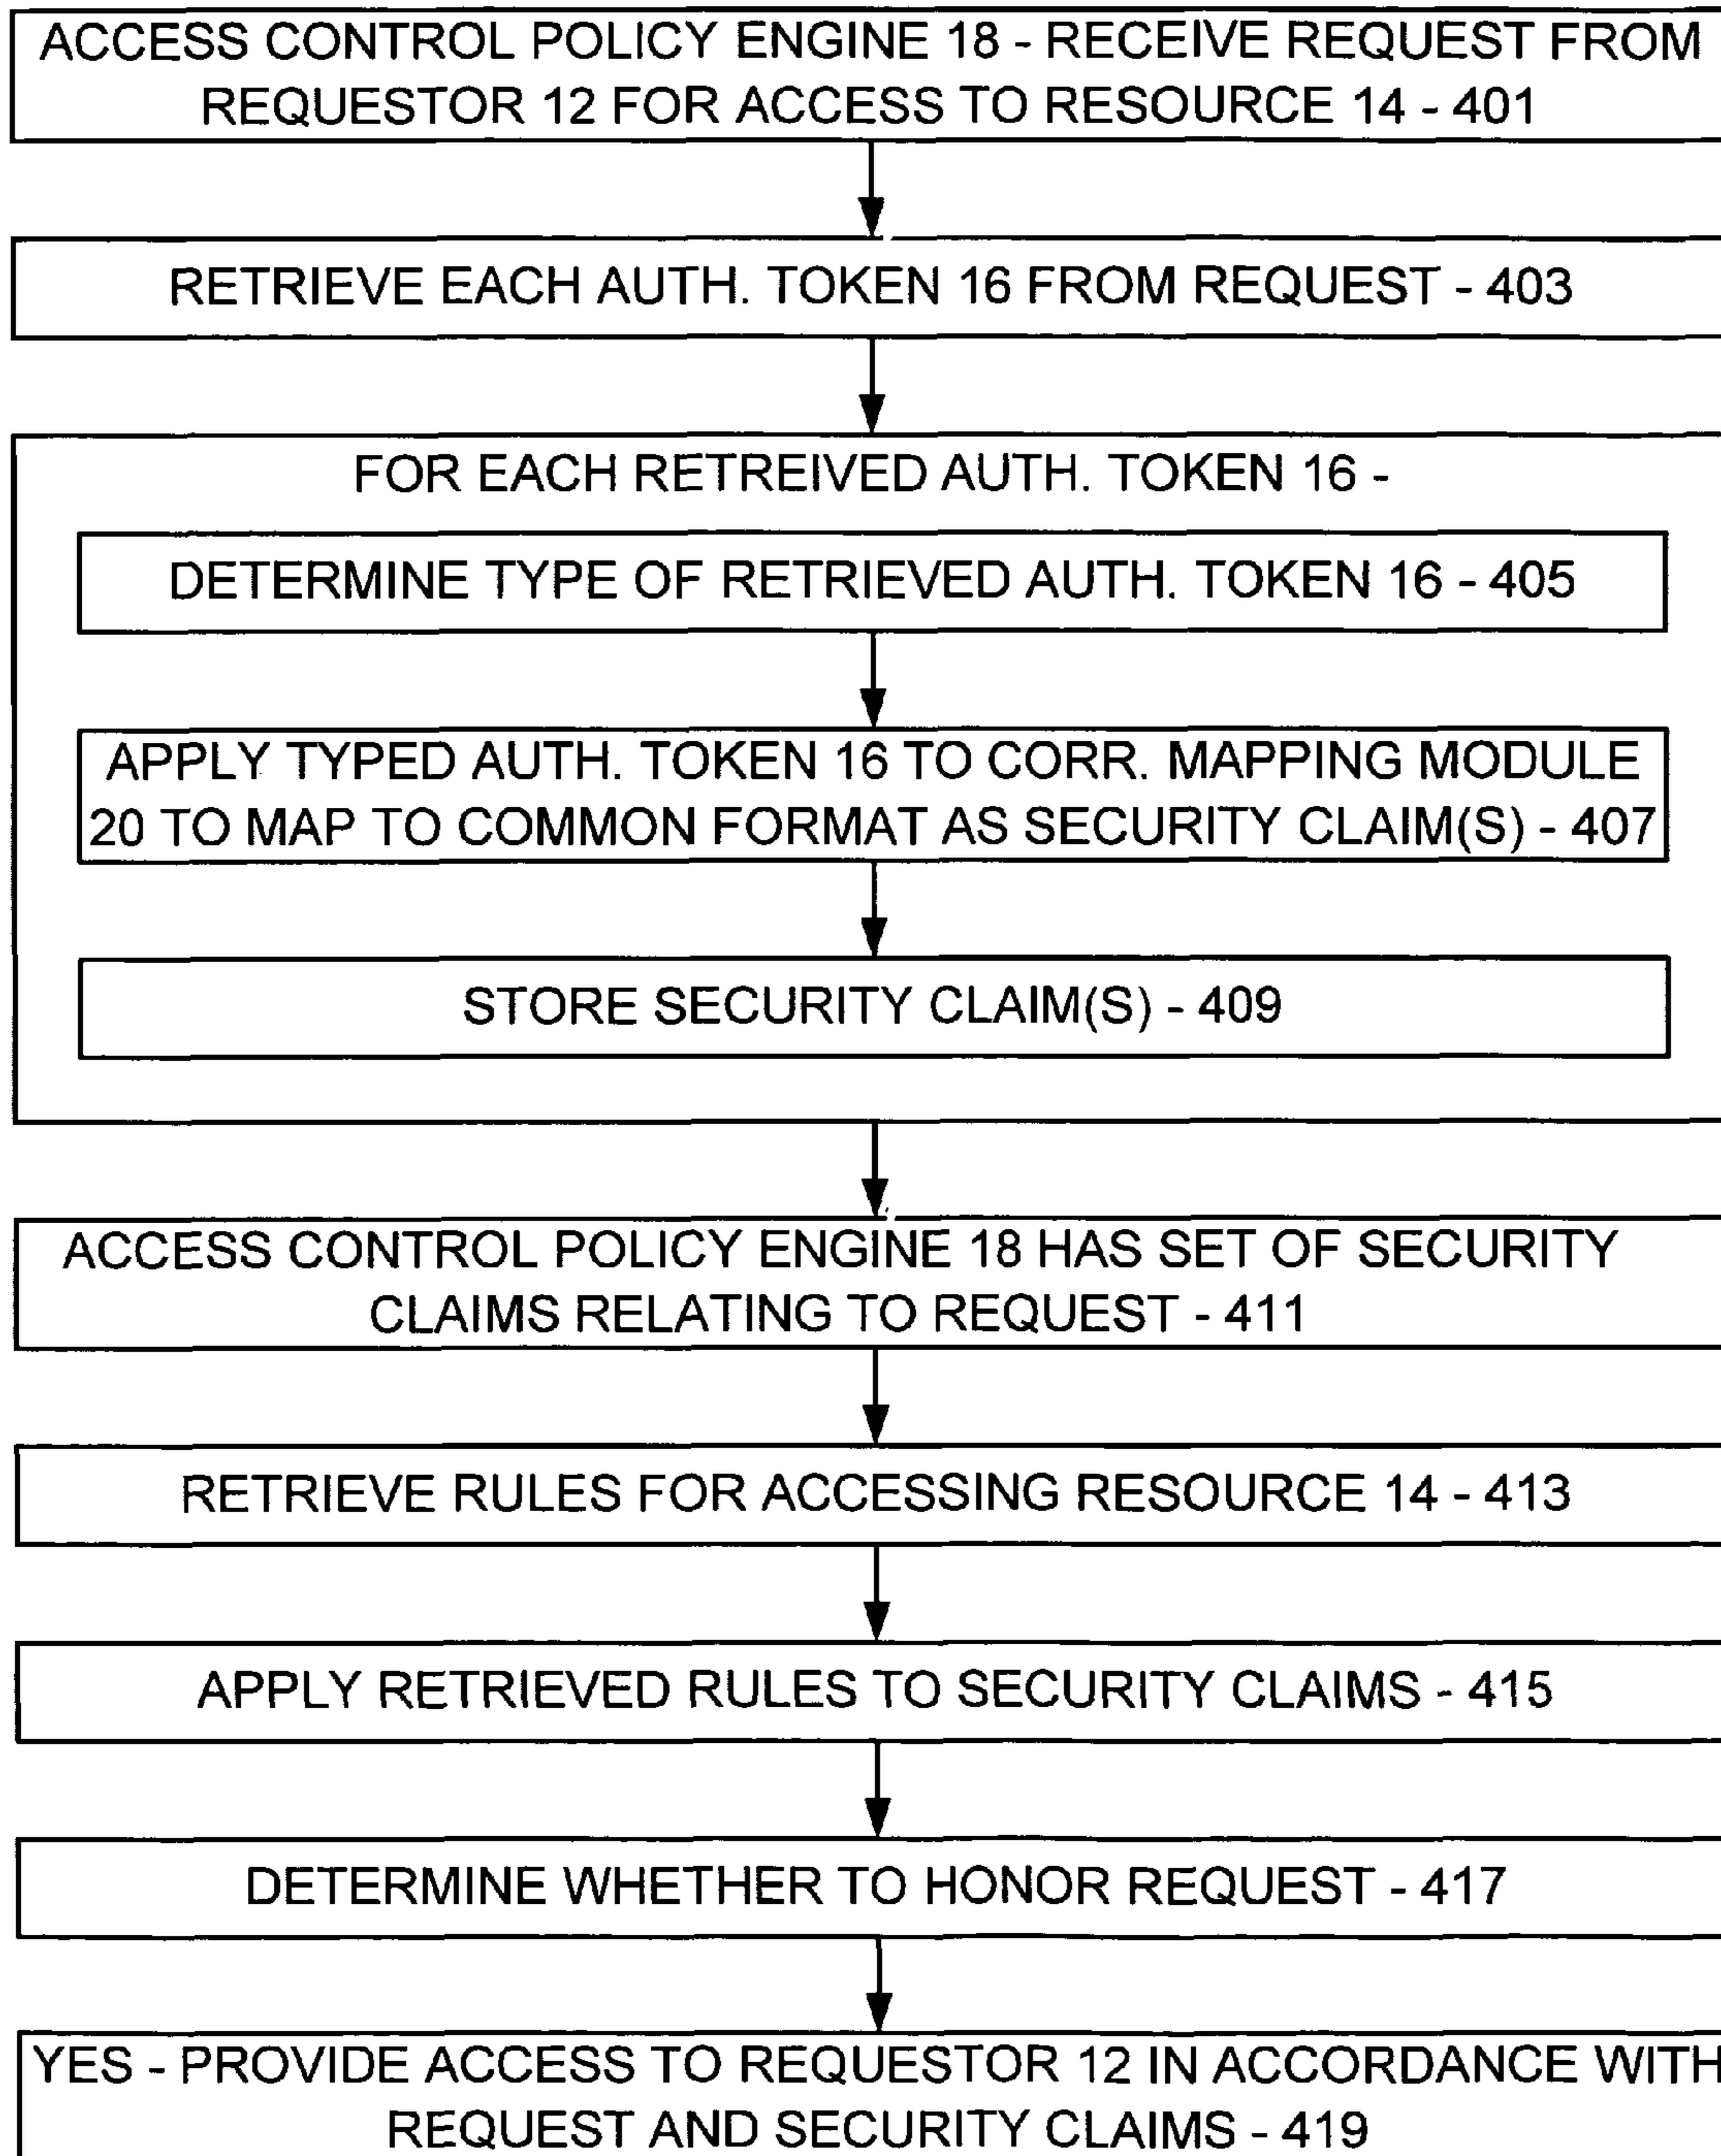 ACCESS CONTROL POLICY ENGINE 18 - RECEIVE REQUEST FROM
REQUESTOR 12 FOR ACCESS TO RESOURCE 14 - 401
RETRIEVE EACH AUTH. TOKEN 16 FROM REQUEST - 403
FOR EACH RETREIVED AUTH. TOKEN 16 -
DETERMINE TYPE OF RETRIEVED AUTH. TOKEN 16 - 405
APPLY TYPED AUTH. TOKEN 16 TO CORR. MAPPING MODULE
20 TO MAP TO COMMON FORMAT AS SECURITY CLAIM(S) - 407
STORE SECURITY CLAIM(S) - 409
ACCESS CONTROL POLICY ENGINE 18 HAS SET OF SECURITY
CLAIMS RELATING TO REQUEST - 411
RETRIEVE RULES FOR ACCESSING RESOURCE 14 - 413
APPLY RETRIEVED RULES TO SECURITY CLAIMS - 415
DETERMINE WHETHER TO HONOR REQUEST - 417
YES - PROVIDE ACCESS TO REQUESTOR 12 IN ACCORDANCE WITH
REQUEST AND SECURITY CLAIMS - 419